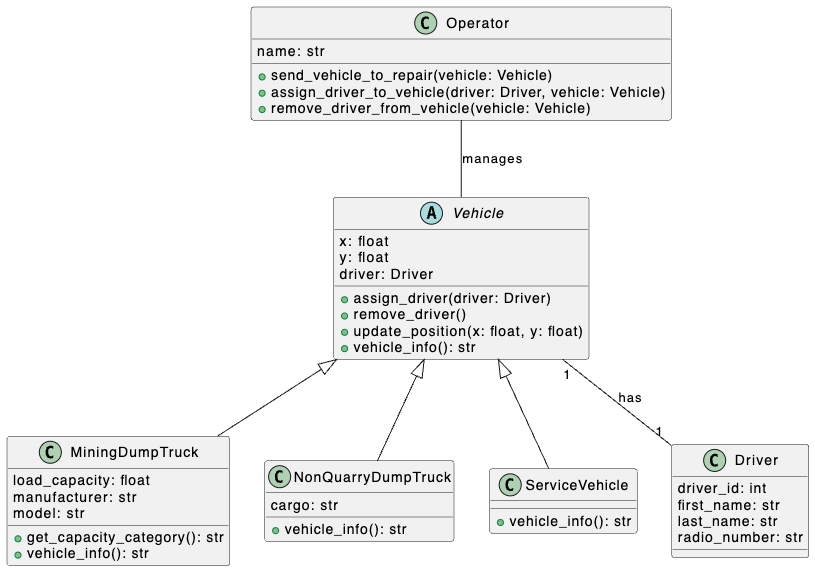 C Operator
name: str
send_vehicle_to_repair(vehicle: Vehicle)
assign_driver_to_vehicle(driver: Driver, vehicle: Vehicle)
remove_driver_from_vehicle(vehicle: Vehicle)
manages
A Vehicle
x: float
y: float
driver: Driver
assign_driver(driver: Driver)
remove_driver()
update_position(x: float, y: float)
vehicle_info(): str
1
has
1
C MiningDumpTruck
load_capacity: float
manufacturer: str
model: str
get_capacity_category(): str
vehicle_info(): str
C NonQuarryDumpTruck
cargo: str
vehicle_info(): str
C ServiceVehicle
vehicle_info(): str
C Driver
driver_id: int
first_name: str
last_name: str
radio_number: str